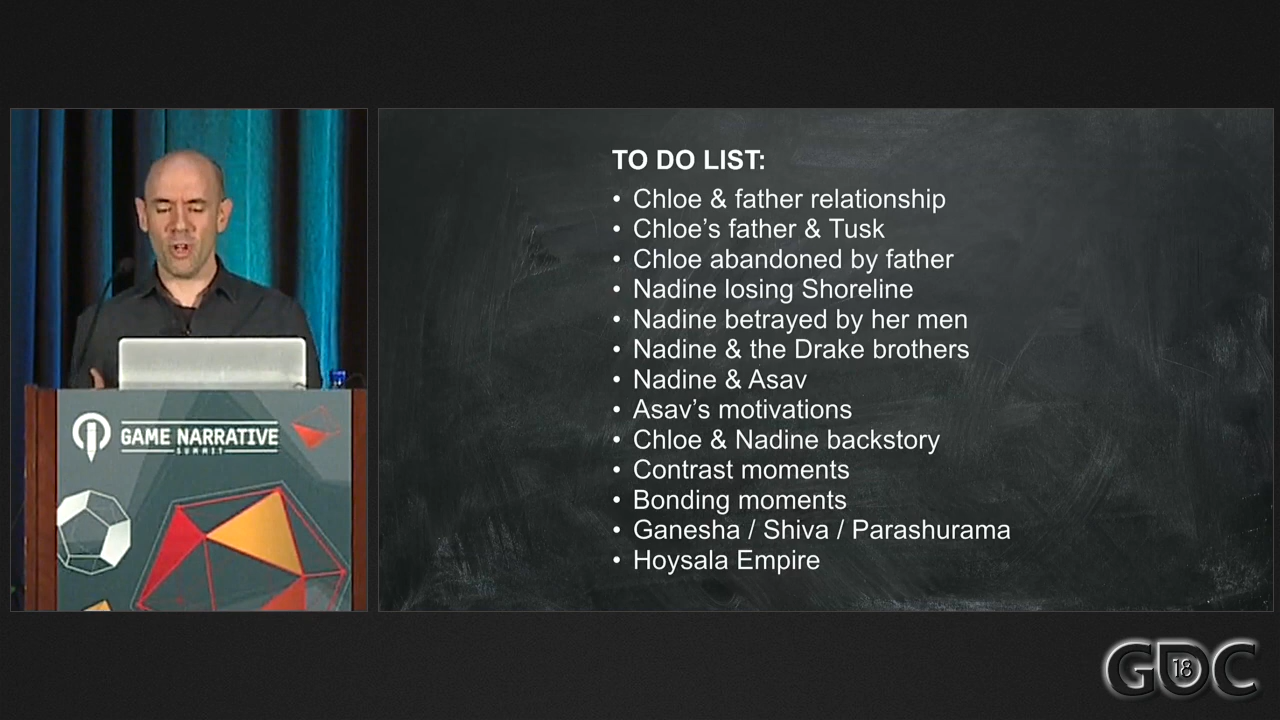 TO DO LIST:
• Chloe & father relationship
• Chloe’s father & Tusk
• Chloe abandoned by father
• Nadine losing Shoreline
• Nadine betrayed by her men
• Nadine & the Drake brothers
• Nadine & Asav
• Asav’s motivations
• Chloe & Nadine backstory
• Contrast moments
• Bonding moments
• Ganesha / Shiva / Parashurama
• Hoysala Empire
GAME NARRATIVE
SUMMIT
GDC
18